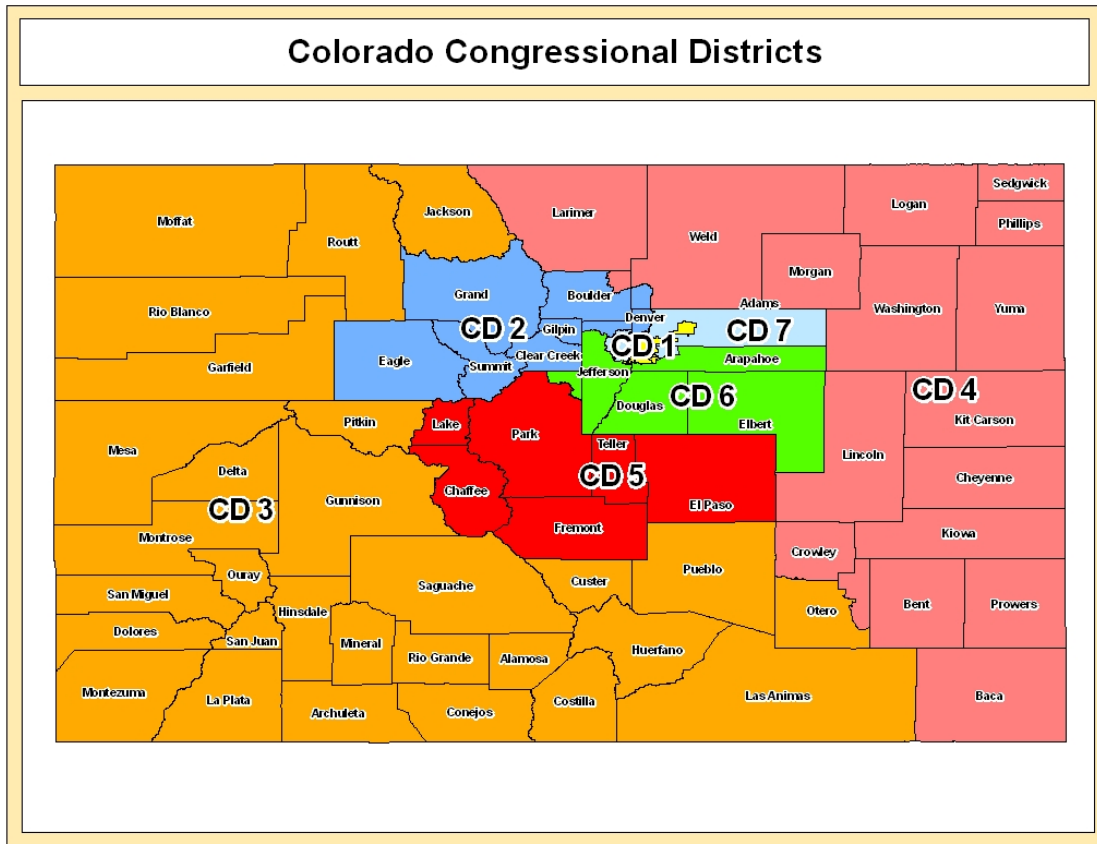 Colorado Congressional Districts
Sedgwick
Logan
Phillips
Moffat
Jackson
Larimer
Weld
Routt
Morgan
Grand
Boulder
Washington
Yuma
Rio Blanco
Adams
Denver
CD 2
Gilpin
CD 1
CD 7
Eagle
Summit
Clear Creek
Arapahoe
Garfield
Jefferson
CD 4
CD 6
Douglas
Kit Carson
Pitkin
Lake
Park
Elbert
Teller
Mesa
Lincoln
Delta
CD 5
Cheyenne
Chaffee
Gunnison
El Paso
CD 3
Fremont
Kiowa
Montrose
Crowley
Pueblo
Ouray
Saguache
Custer
San Miguel
Hinsdale
Otero
Bent
Prowers
Dolores
San Juan
Mineral
Rio Grande
Alamosa
Huerfano
Montezuma
La Plata
Costilla
Las Animas
Baca
Archuleta
Conejos